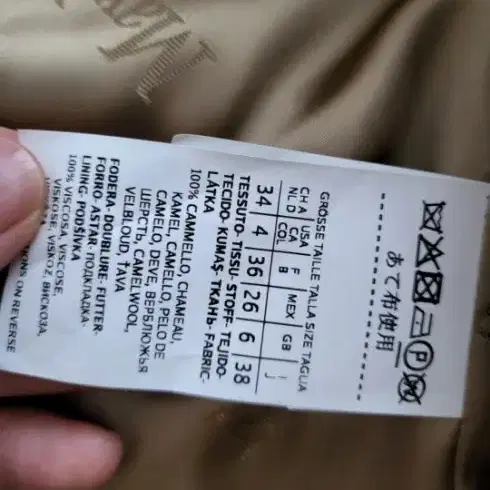 あて布使用
GRÖSSE TAILLE TALLA SIZE TAGLIA
CH A USA F MEX GB I
NL D CA B
COL
34 4 36 26 6 38
TESSUTO- TISSU- STOFF- TEJIDO-
TECIDO- KUMAŞ- ТКАНЬ- FABRIC-
LÁTKA
100% CAMMELLO, CHAMEAU,
KAMEL, CAMELLO, PELO DE
CAMELO, DEVE, ВЕРБЛЮЖЬЯ
ШЕРСТЬ, CAMELWOOL,
VELBLOUD, TAVA
FODERA- DOUBLURE- FUTTER-
FORRO- ASTAR- ПОДКЛАДКА-
LINING- PODŠÍVKA
100% VISCOSA, VISCOSE,
VISKOSE, VISKOZ, ВИСКОЗА,
ON REVERSE